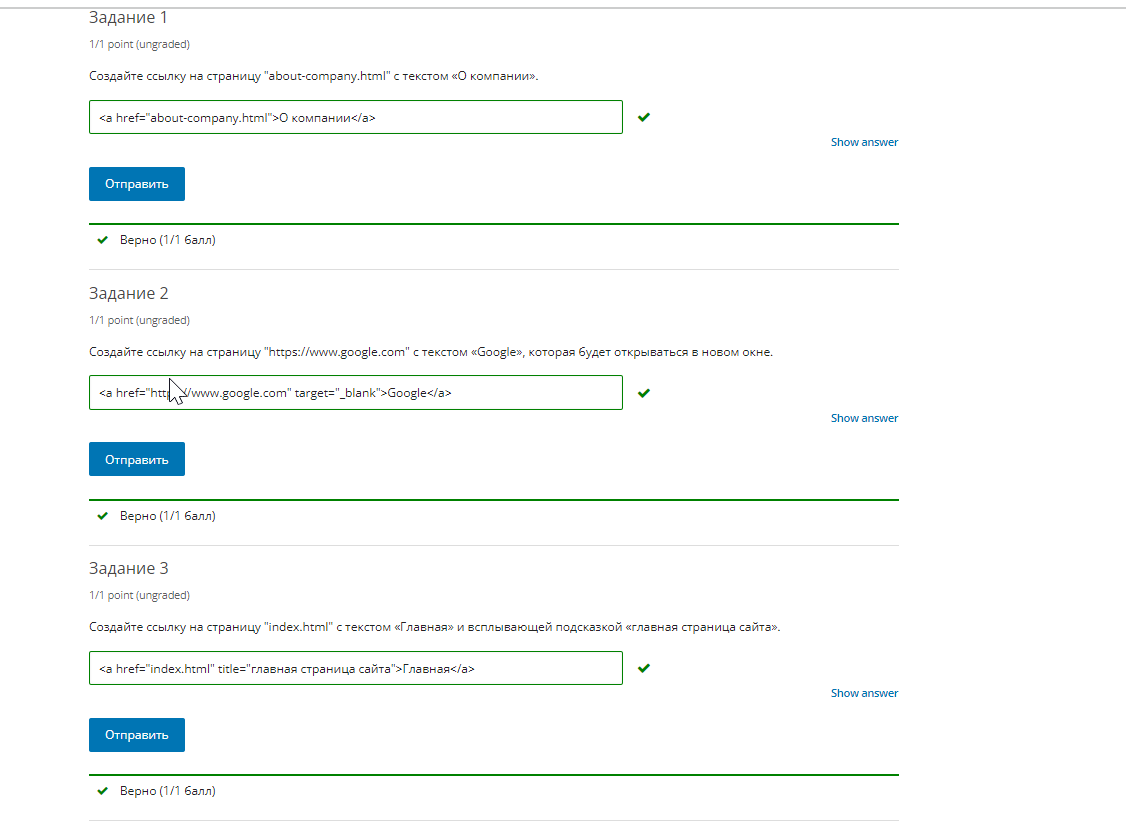 Задание 1
1/1 point (ungraded)
Создайте ссылку на страницу "about-company.html" с текстом «О компании».
<a href="about-company.html">О компании</a>
Show answer
Отправить
Верно (1/1 балл)
Задание 2
1/1 point (ungraded)
Создайте ссылку на страницу "https://www.google.com" с текстом «Google», которая будет открываться в новом окне.
<a href="htt //www.google.com" target="_blank">Google</a>
Show answer
Отправить
Верно (1/1 балл)
Задание 3
1/1 point (ungraded)
Создайте ссылку на страницу "index.html" с текстом «Главная» и всплывающей подсказкой «главная страница сайта».
<a href="index.html" title="главная страница сайта">Главная</a>
Show answer
Отправить
Верно (1/1 балл)